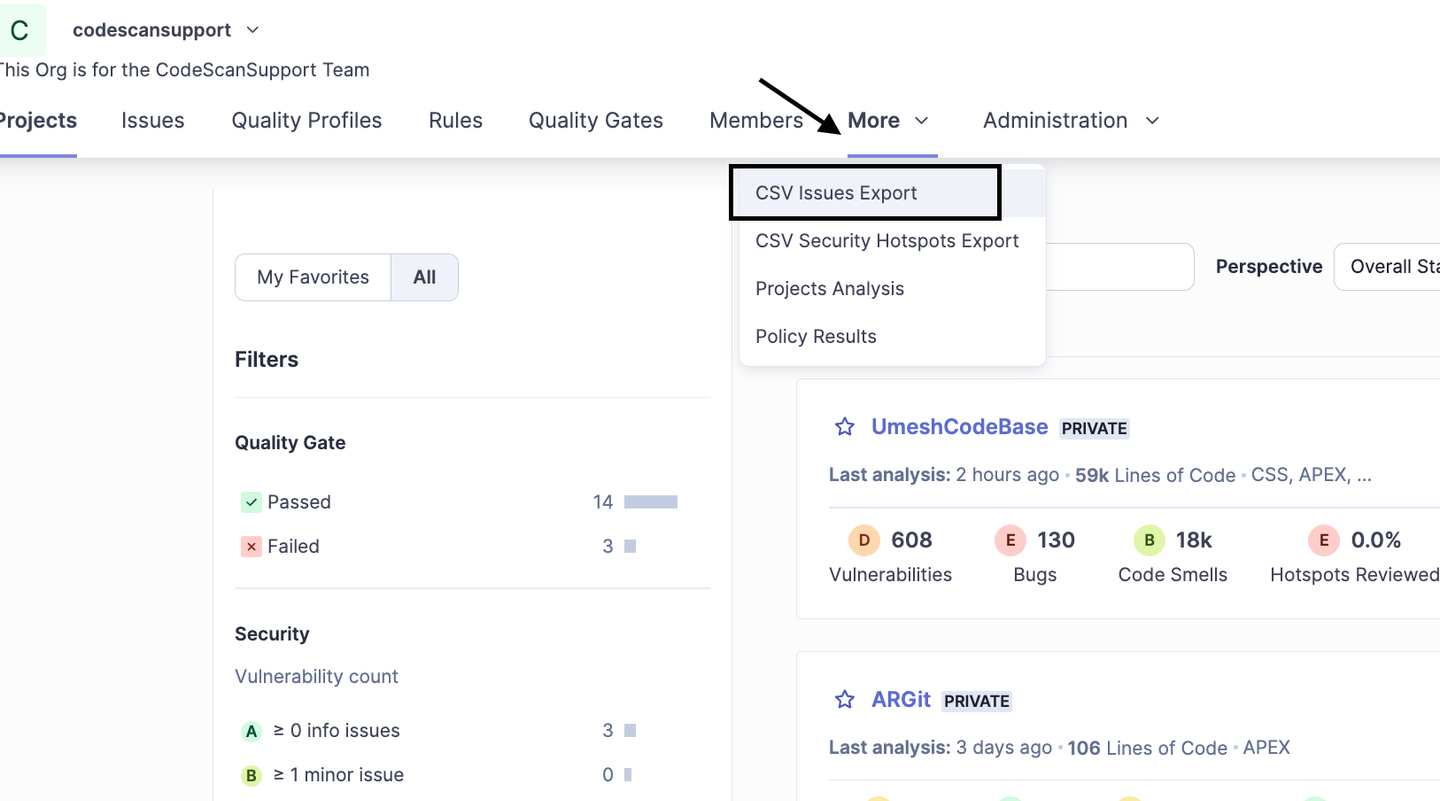 C codescansupport
This Org is for the CodeScanSupport Team
Projects Issues Quality Profiles Rules Quality Gates Members More Administration
CSV Issues Export
CSV Security Hotspots Export
Projects Analysis
Policy Results
My Favorites All
Perspective Overall Sta
Filters
Quality Gate
Passed 14
Failed 3
Security
Vulnerability count
A ≥ 0 info issues 3
B ≥ 1 minor issue 0
UmeshCodeBase PRIVATE
Last analysis: 2 hours ago • 59k Lines of Code • CSS, APEX, ...
D 608 E 130 B 18k E 0.0%
Vulnerabilities Bugs Code Smells Hotspots Reviewed
ARGit PRIVATE
Last analysis: 3 days ago • 106 Lines of Code • APEX